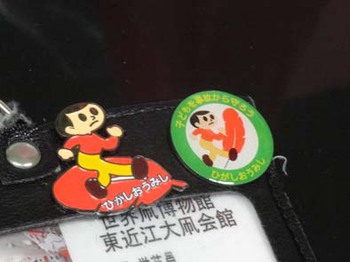 ひがしおうみし
子どもを事故から守ろう
ひがしおうみし
世界凧博物館
東近江大凧会館